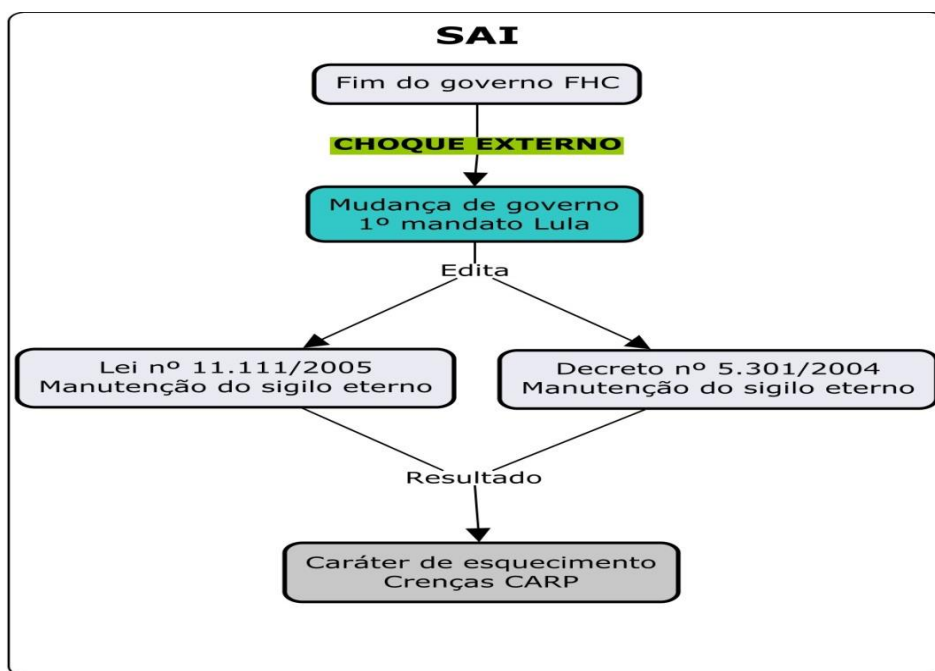 SAI
Fim do governo FHC
CHOQUE EXTERNO
Mudança de governo
1º mandato Lula
Edita
Lei nº 11.111/2005
Manutenção do sigilo eterno
Decreto nº 5.301/2004
Manutenção do sigilo eterno
Resultado
Caráter de esquecimento
Crenças CARP